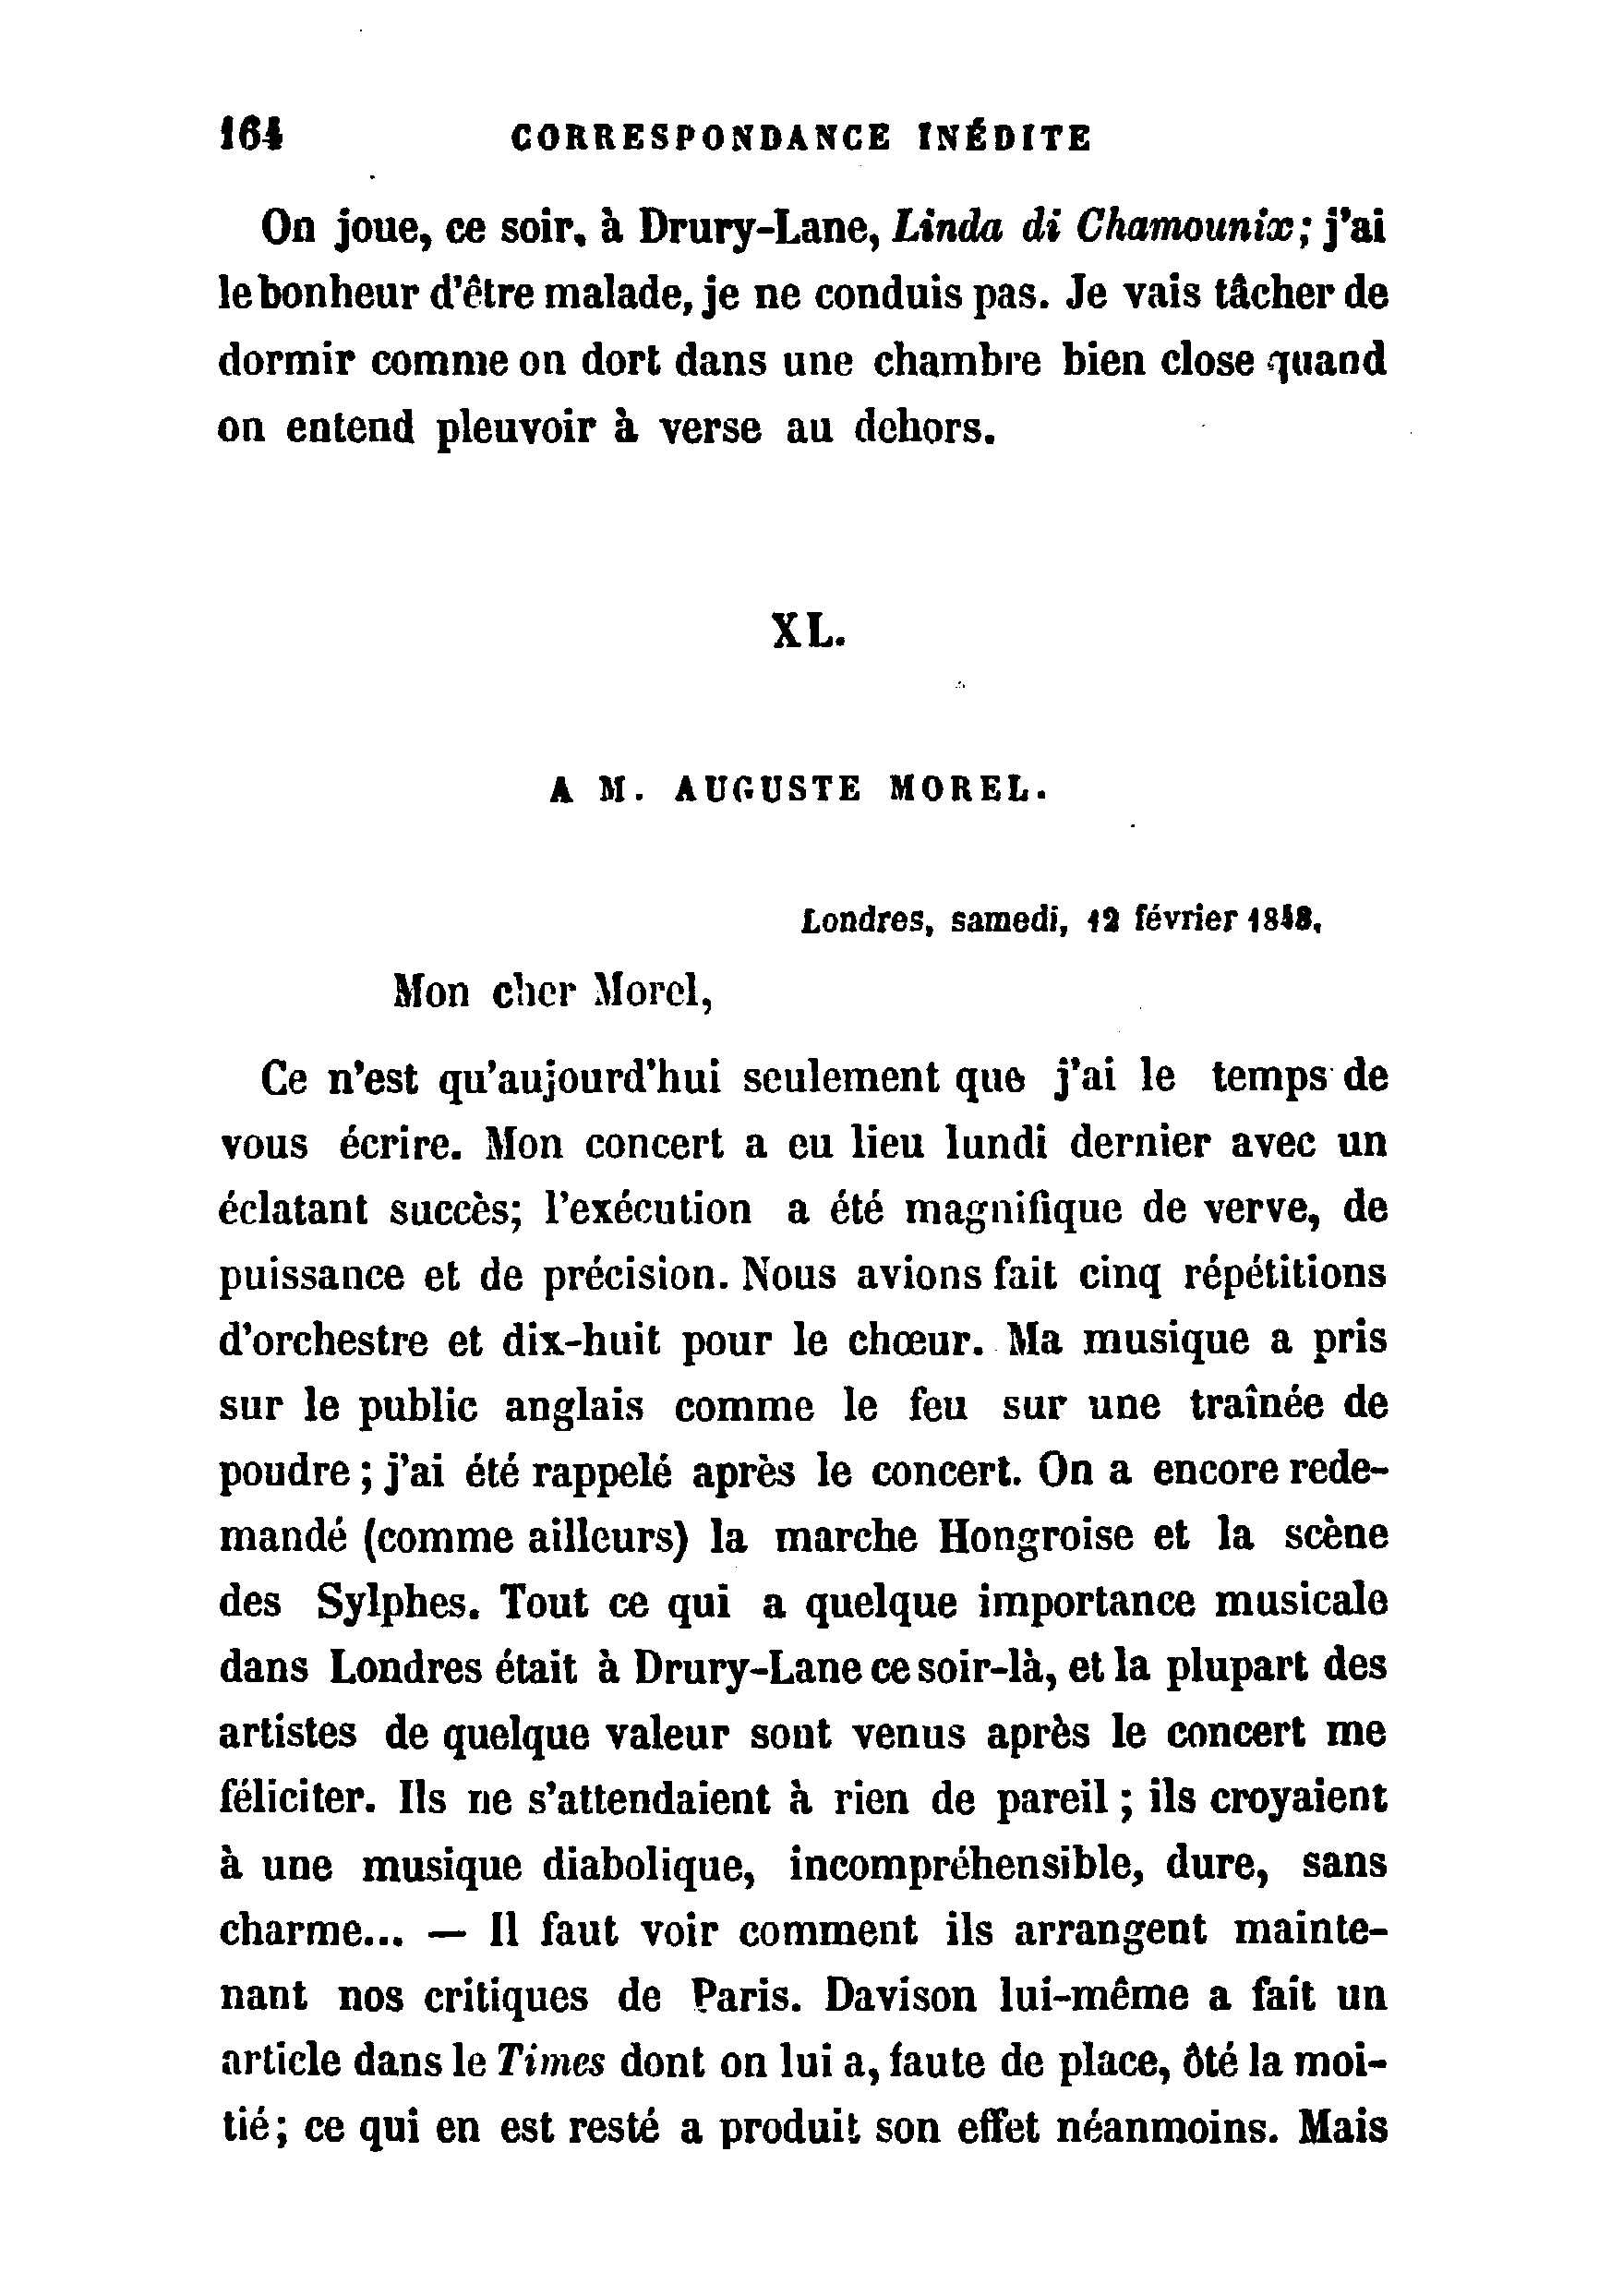 164 CORRESPONDANCE INÉDITE
On joue, ce soir, à Drury-Lane, Linda di Chamounix; j'ai
le bonheur d'être malade, je ne conduis pas. Je vais tâcher de
dormir comme on dort dans une chambre bien close quand
on entend pleuvoir à verse au dehors.
XL.
A M. AUGUSTE MOREL.
Londres, samedi, 12 février 1848.
Mon cher Morel,
Ce n'est qu'aujourd'hui seulement que j'ai le temps de
vous écrire. Mon concert a eu lieu lundi dernier avec un
éclatant succès; l'exécution a été magnifique de verve, de
puissance et de précision. Nous avions fait cinq répétitions
d'orchestre et dix-huit pour le chœur. Ma musique a pris
sur le public anglais comme le feu sur une traînée de
poudre; j'ai été rappelé après le concert. On a encore rede-
mandé (comme ailleurs) la marche Hongroise et la scène
des Sylphes. Tout ce qui a quelque importance musicale
dans Londres était à Drury-Lane ce soir-là, et la plupart des
artistes de quelque valeur sont venus après le concert me
féliciter. Ils ne s'attendaient à rien de pareil; ils croyaient
à une musique diabolique, incompréhensible, dure, sans
charme... — Il faut voir comment ils arrangent mainte-
nant nos critiques de Paris. Davison lui-même a fait un
article dans le Times dont on lui a, faute de place, ôté la moi-
tié; ce qui en est resté a produit son effet néanmoins. Mais